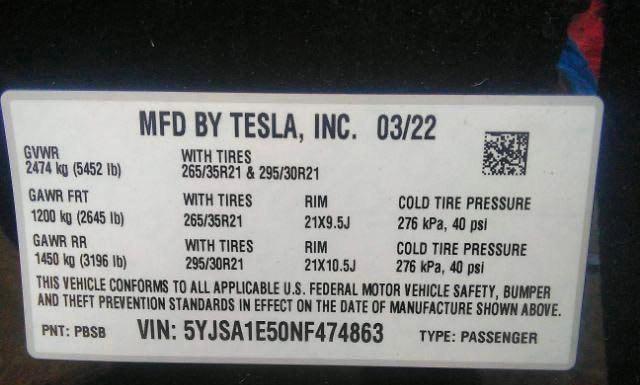 MFD BY TESLA, INC. 03/22
GVWR WITH TIRES
2474 kg (5452 lb) 265/35R21 & 295/30R21
GAWR FRT WITH TIRES RIM COLD TIRE PRESSURE
1200 kg (2645 lb) 265/35R21 21X9.5J 276 kPa, 40 psi
GAWR RR WITH TIRES RIM COLD TIRE PRESSURE
1450 kg (3196 lb) 295/30R21 21X10.5J 276 kPa, 40 psi
THIS VEHICLE CONFORMS TO ALL APPLICABLE U.S. FEDERAL MOTOR VEHICLE SAFETY, BUMPER
AND THEFT PREVENTION STANDARDS IN EFFECT ON THE DATE OF MANUFACTURE SHOWN ABOVE.
PNT: PBSB VIN: 5YJSA1E50NF474863 TYPE: PASSENGER